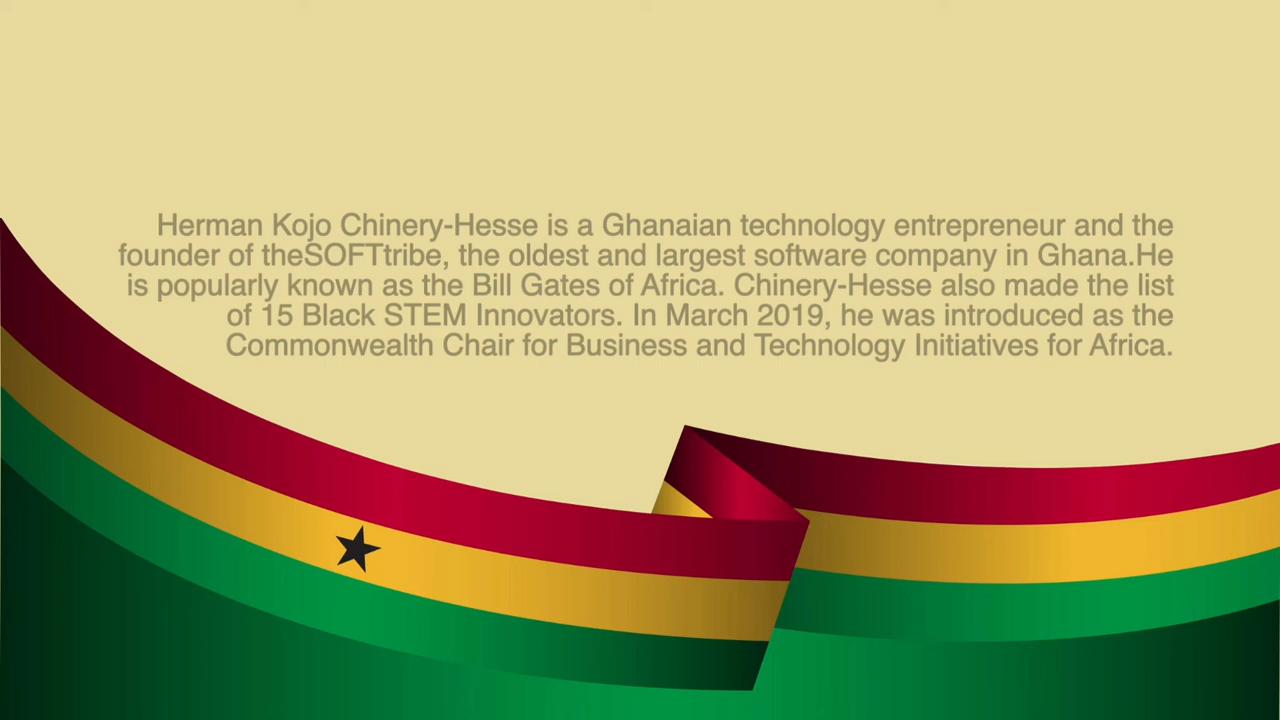 Herman Kojo Chinery-Hesse is a Ghanaian technology entrepreneur and the
founder of theSOFTtribe, the oldest and largest software company in Ghana.He
is popularly known as the Bill Gates of Africa. Chinery-Hesse also made the list
of 15 Black STEM Innovators. In March 2019, he was introduced as the
Commonwealth Chair for Business and Technology Initiatives for Africa.